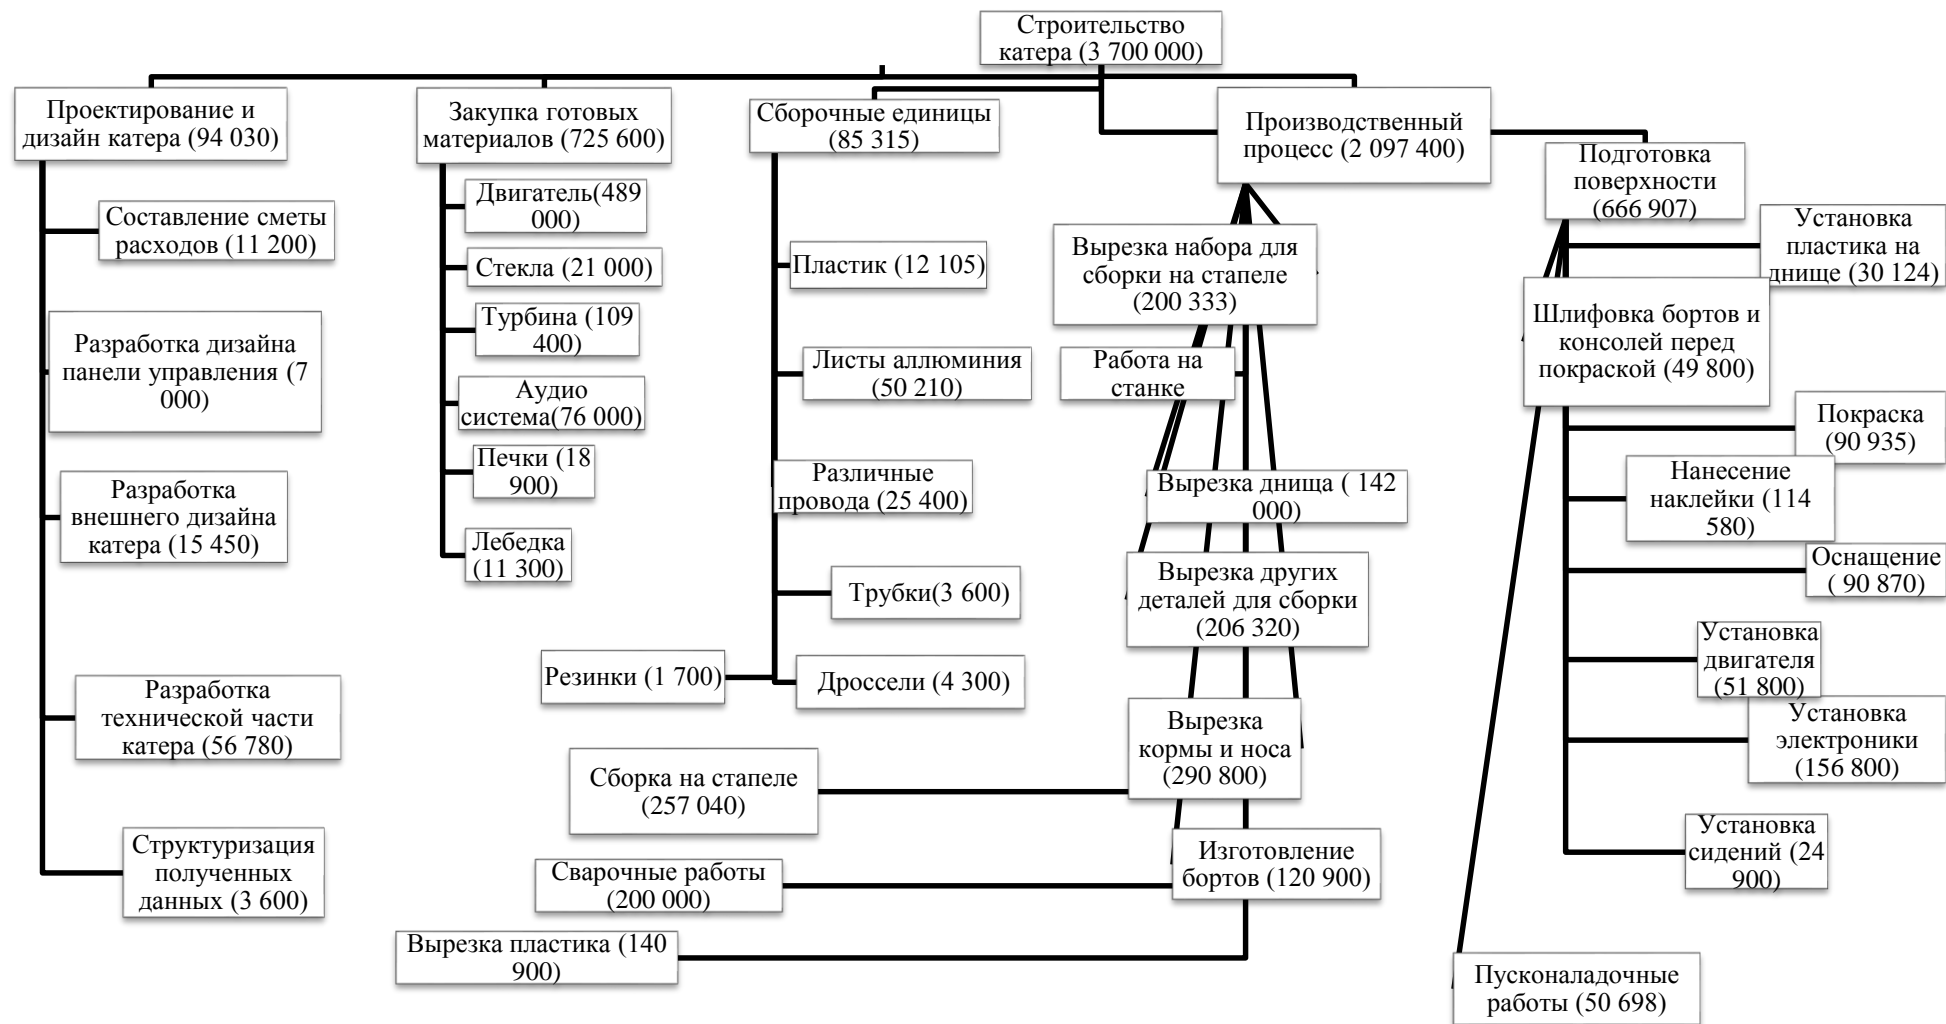 Строительство
катера (3 700 000)
Проектирование и
дизайн катера (94 030)
Составление сметы
расходов (11 200)
Разработка дизайна
панели управления (7
000)
Разработка
внешнего дизайна
катера (15 450)
Разработка
технической части
катера (56 780)
Структуризация
полученных
данных (3 600)
Закупка готовых
материалов (725 600)
Двигатель(489
000)
Стекла (21 000)
Турбина (109
400)
Аудио
система(76 000)
Печки (18
900)
Лебедка
(11 300)
Сборочные единицы
(85 315)
Пластик (12 105)
Листы аллюминия
(50 210)
Различные
провода (25 400)
Трубки(3 600)
Резинки (1 700)
Дроссели (4 300)
Производственный
процесс (2 097 400)
Вырезка набора для
сборки на стапеле
(200 333)
Работа на
станке
Вырезка днища ( 142
000)
Вырезка других
деталей для сборки
(206 320)
Вырезка
кормы и носа
(290 800)
Сборка на стапеле
(257 040)
Изготовление
бортов (120 900)
Сварочные работы
(200 000)
Вырезка пластика (140
900)
Подготовка
поверхности
(666 907)
Установка
пластика на
днище (30 124)
Шлифовка бортов и
консолей перед
покраской (49 800)
Покраска
(90 935)
Нанесение
наклейки (114
580)
Оснащение
( 90 870)
Установка
двигателя
(51 800)
Установка
электроники
(156 800)
Установка
сидений (24
900)
Пусконаладочные
работы (50 698)